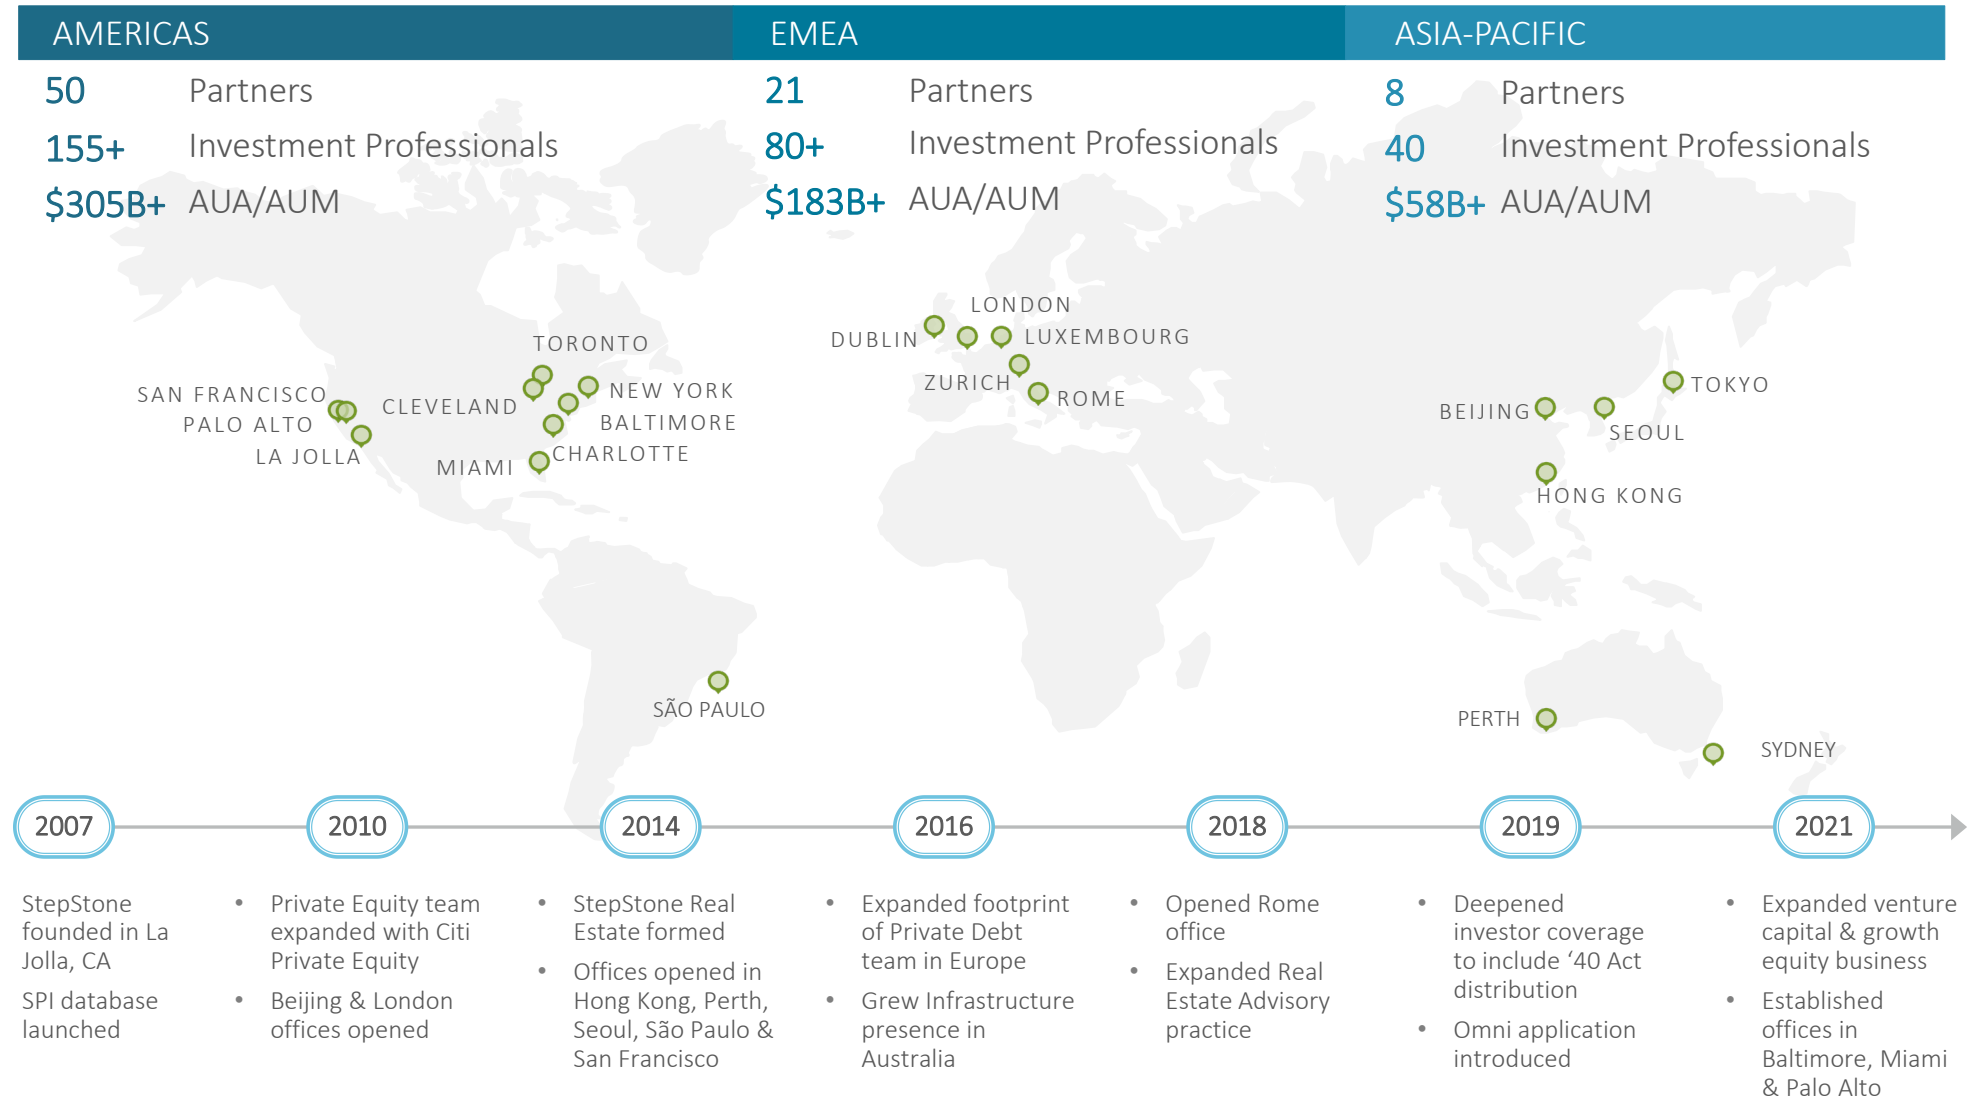 AMERICAS
50 Partners
155+ Investment Professionals
$305B+ AUA/AUM
EMEA
21 Partners
80+ Investment Professionals
$183B+ AUA/AUM
ASIA-PACIFIC
8 Partners
40 Investment Professionals
$58B+ AUA/AUM
TORONTO
SAN FRANCISCO
PALO ALTO
LA JOLLA
CLEVELAND
NEW YORK
BALTIMORE
CHARLOTTE
MIAMI
SÃO PAULO
LONDON
DUBLIN
LUXEMBOURG
ZURICH
ROME
TOKYO
BEIJING
SEOUL
HONG KONG
PERTH
SYDNEY
2007
StepStone
founded in La
Jolla, CA
SPI database
launched
2010
• Private Equity team
expanded with Citi
Private Equity
• Beijing & London
offices opened
2014
• StepStone Real
Estate formed
• Offices opened in
Hong Kong, Perth,
Seoul, São Paulo &
San Francisco
2016
• Expanded footprint
of Private Debt
team in Europe
• Grew Infrastructure
presence in
Australia
2018
• Opened Rome
office
• Expanded Real
Estate Advisory
practice
2019
• Deepened
investor coverage
to include ‘40 Act
distribution
• Omni application
introduced
2021
• Expanded venture
capital & growth
equity business
• Established
offices in
Baltimore, Miami
& Palo Alto